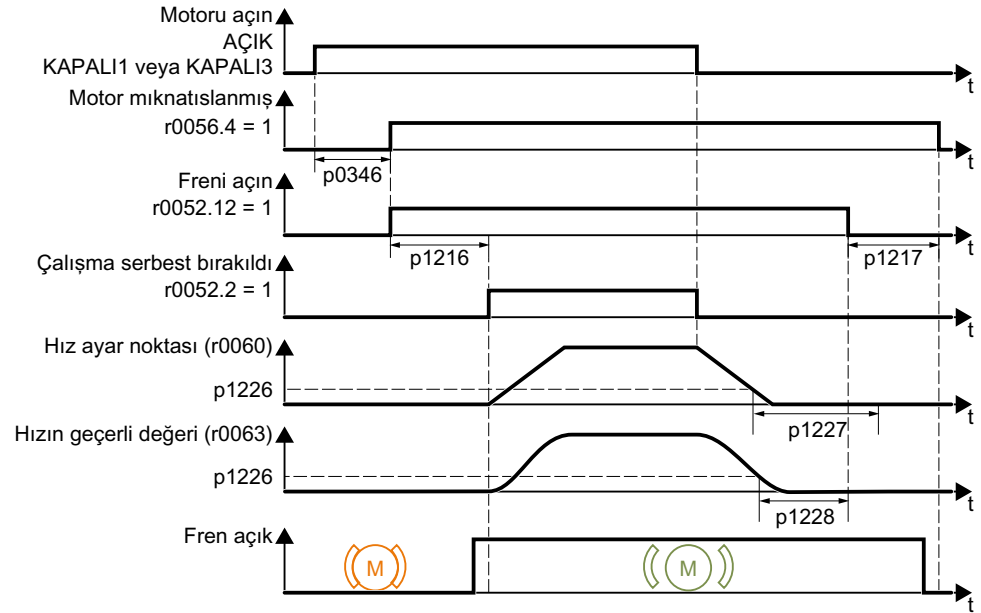 Motoru açın
AÇIK
KAPALI1 veya KAPALI3
t
Motor mıknatıslanmış
r0056.4 = 1
t
p0346
Freni açın
r0052.12 = 1
t
p1216
p1217
Çalışma serbest bırakıldı
r0052.2 = 1
t
Hız ayar noktası (r0060)
p1226
t
p1227
Hızın geçerli değeri (r0063)
p1226
t
p1228
Fren açık
M
M
t